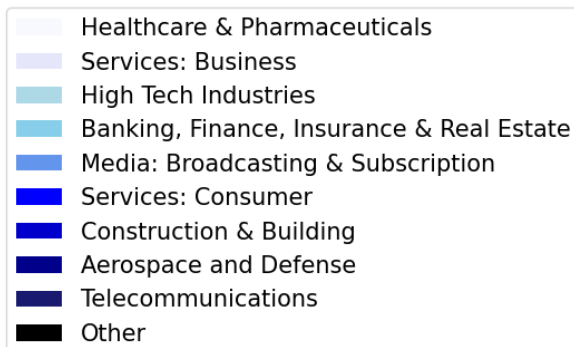 Healthcare & Pharmaceuticals
Services: Business
High Tech Industries
Banking, Finance, Insurance & Real Estate
Media: Broadcasting & Subscription
Services: Consumer
Construction & Building
Aerospace and Defense
Telecommunications
Other